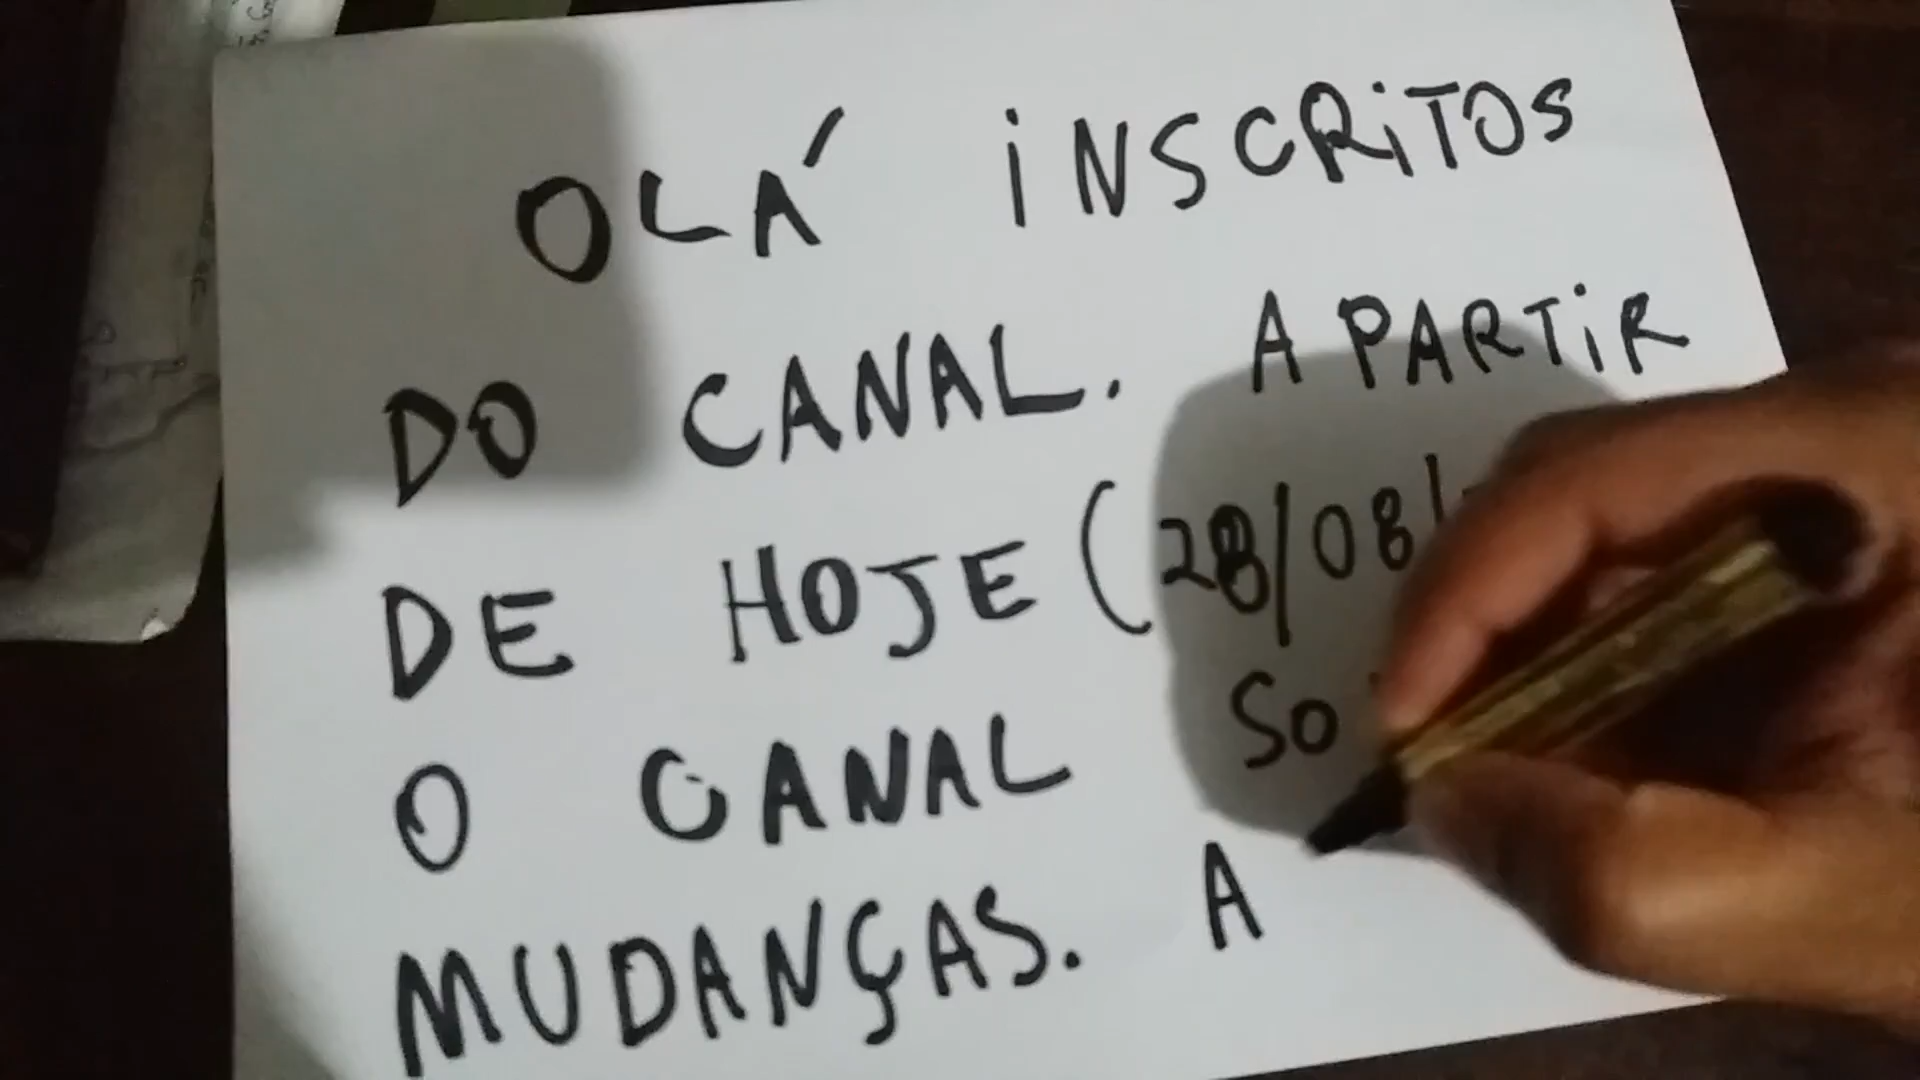 OLÁ INSCRITOS
DO CANAL. A PARTIR
DE HOJE (28/08/
O CANAL SO
MUDANÇAS. A